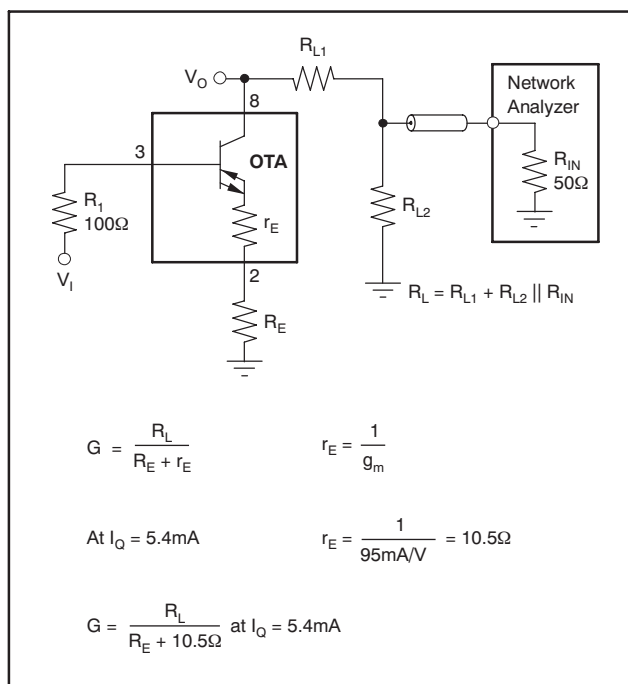 R_L1
V_O
8
Network
Analyzer
3
OTA
R_IN
50Ω
R_1
100Ω
r_E
R_L2
V_I
2
R_L = R_L1 + R_L2 || R_IN
R_E
G = R_L / (R_E + r_E)
r_E = 1 / g_m
At I_Q = 5.4mA
r_E = 1 / 95mA/V = 10.5Ω
G = R_L / (R_E + 10.5Ω) at I_Q = 5.4mA